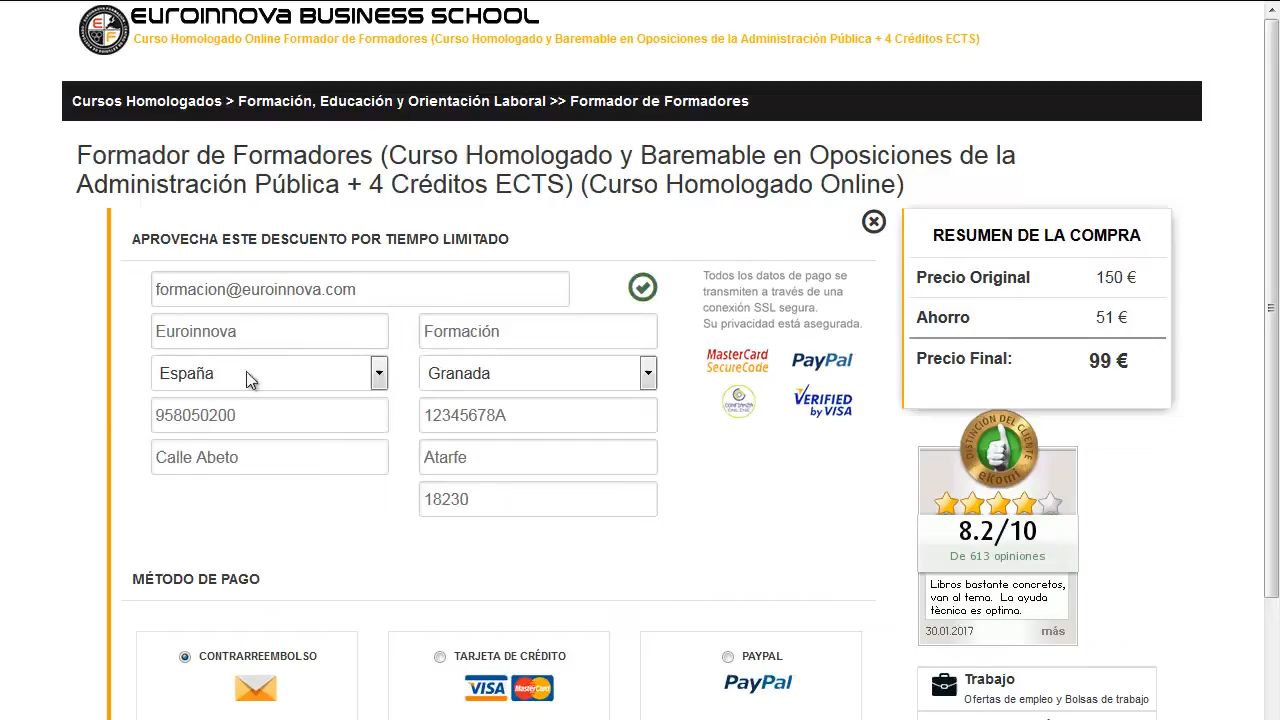 EUROINNOVA BUSINESS SCHOOL
Curso Homologado Online Formador de Formadores (Curso Homologado y Baremable en Oposiciones de la Administración Pública + 4 Créditos ECTS)
Cursos Homologados > Formación, Educación y Orientación Laboral >> Formador de Formadores
Formador de Formadores (Curso Homologado y Baremable en Oposiciones de la
Administración Pública + 4 Créditos ECTS) (Curso Homologado Online)
APROVECHA ESTE DESCUENTO POR TIEMPO LIMITADO
formacion@euroinnova.com
Euroinnova Formación
España Granada
958050200 12345678A
Calle Abeto Atarfe
18230
Todos los datos de pago se
transmiten a través de una
conexión SSL segura.
Su privacidad está asegurada.
MasterCard PayPal
SecureCode
CONFIANZA ONLINE VERIFIED
by VISA
RESUMEN DE LA COMPRA
Precio Original 150 €
Ahorro 51 €
Precio Final: 99 €
DISTINCIÓN DEL CLIENTE
eKomi
8.2/10
De 613 opiniones
Libros bastante concretos,
van al tema. La ayuda
tècnica es optima.
30.01.2017 más
MÉTODO DE PAGO
CONTRARREEMBOLSO TARJETA DE CRÉDITO PAYPAL
VISA MasterCard PayPal
Trabajo
Ofertas de empleo y Bolsas de trabajo